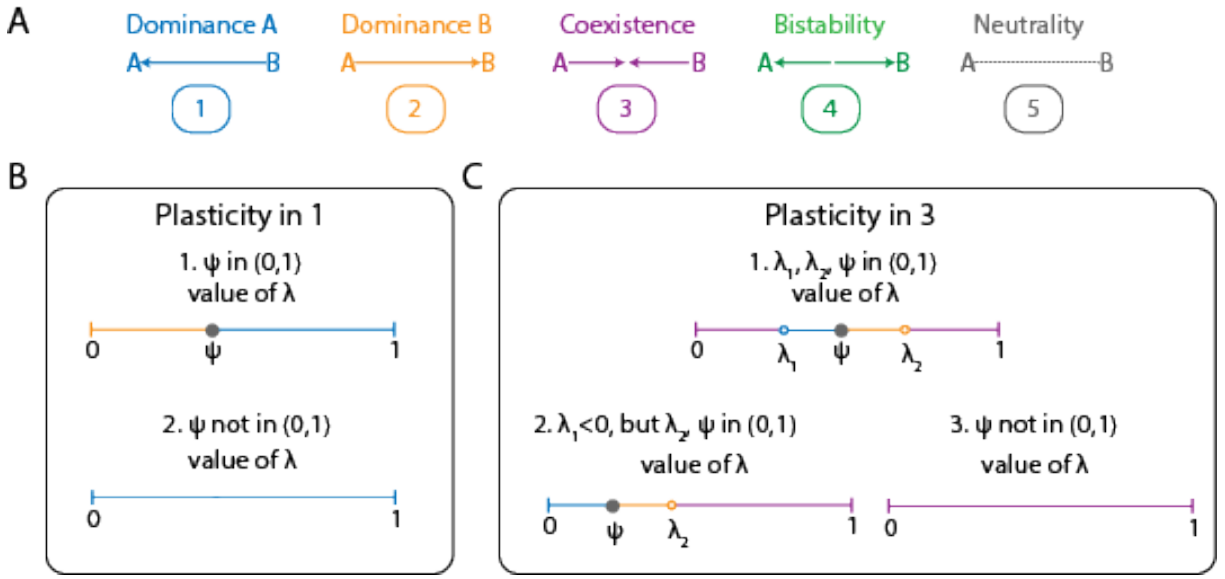 A
Dominance A Dominance B Coexistence Bistability Neutrality
A B A B A B A B A B
1 2 3 4 5
B
Plasticity in 1
1. ψ in (0,1)
value of λ
0 ψ 1
2. ψ not in (0,1)
value of λ
0 1
C
Plasticity in 3
1. λ₁, λ₂, ψ in (0,1)
value of λ
0 λ₁ ψ λ₂ 1
2. λ₁<0, but λ₂, ψ in (0,1)
value of λ
0 ψ λ₂ 1
3. ψ not in (0,1)
value of λ
0 1